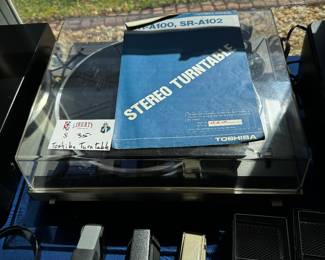 -A100, SR-A102
STEREO TURNTABLE
TOSHIBA
LIBERTY
$ 35
Toshiba Turntable